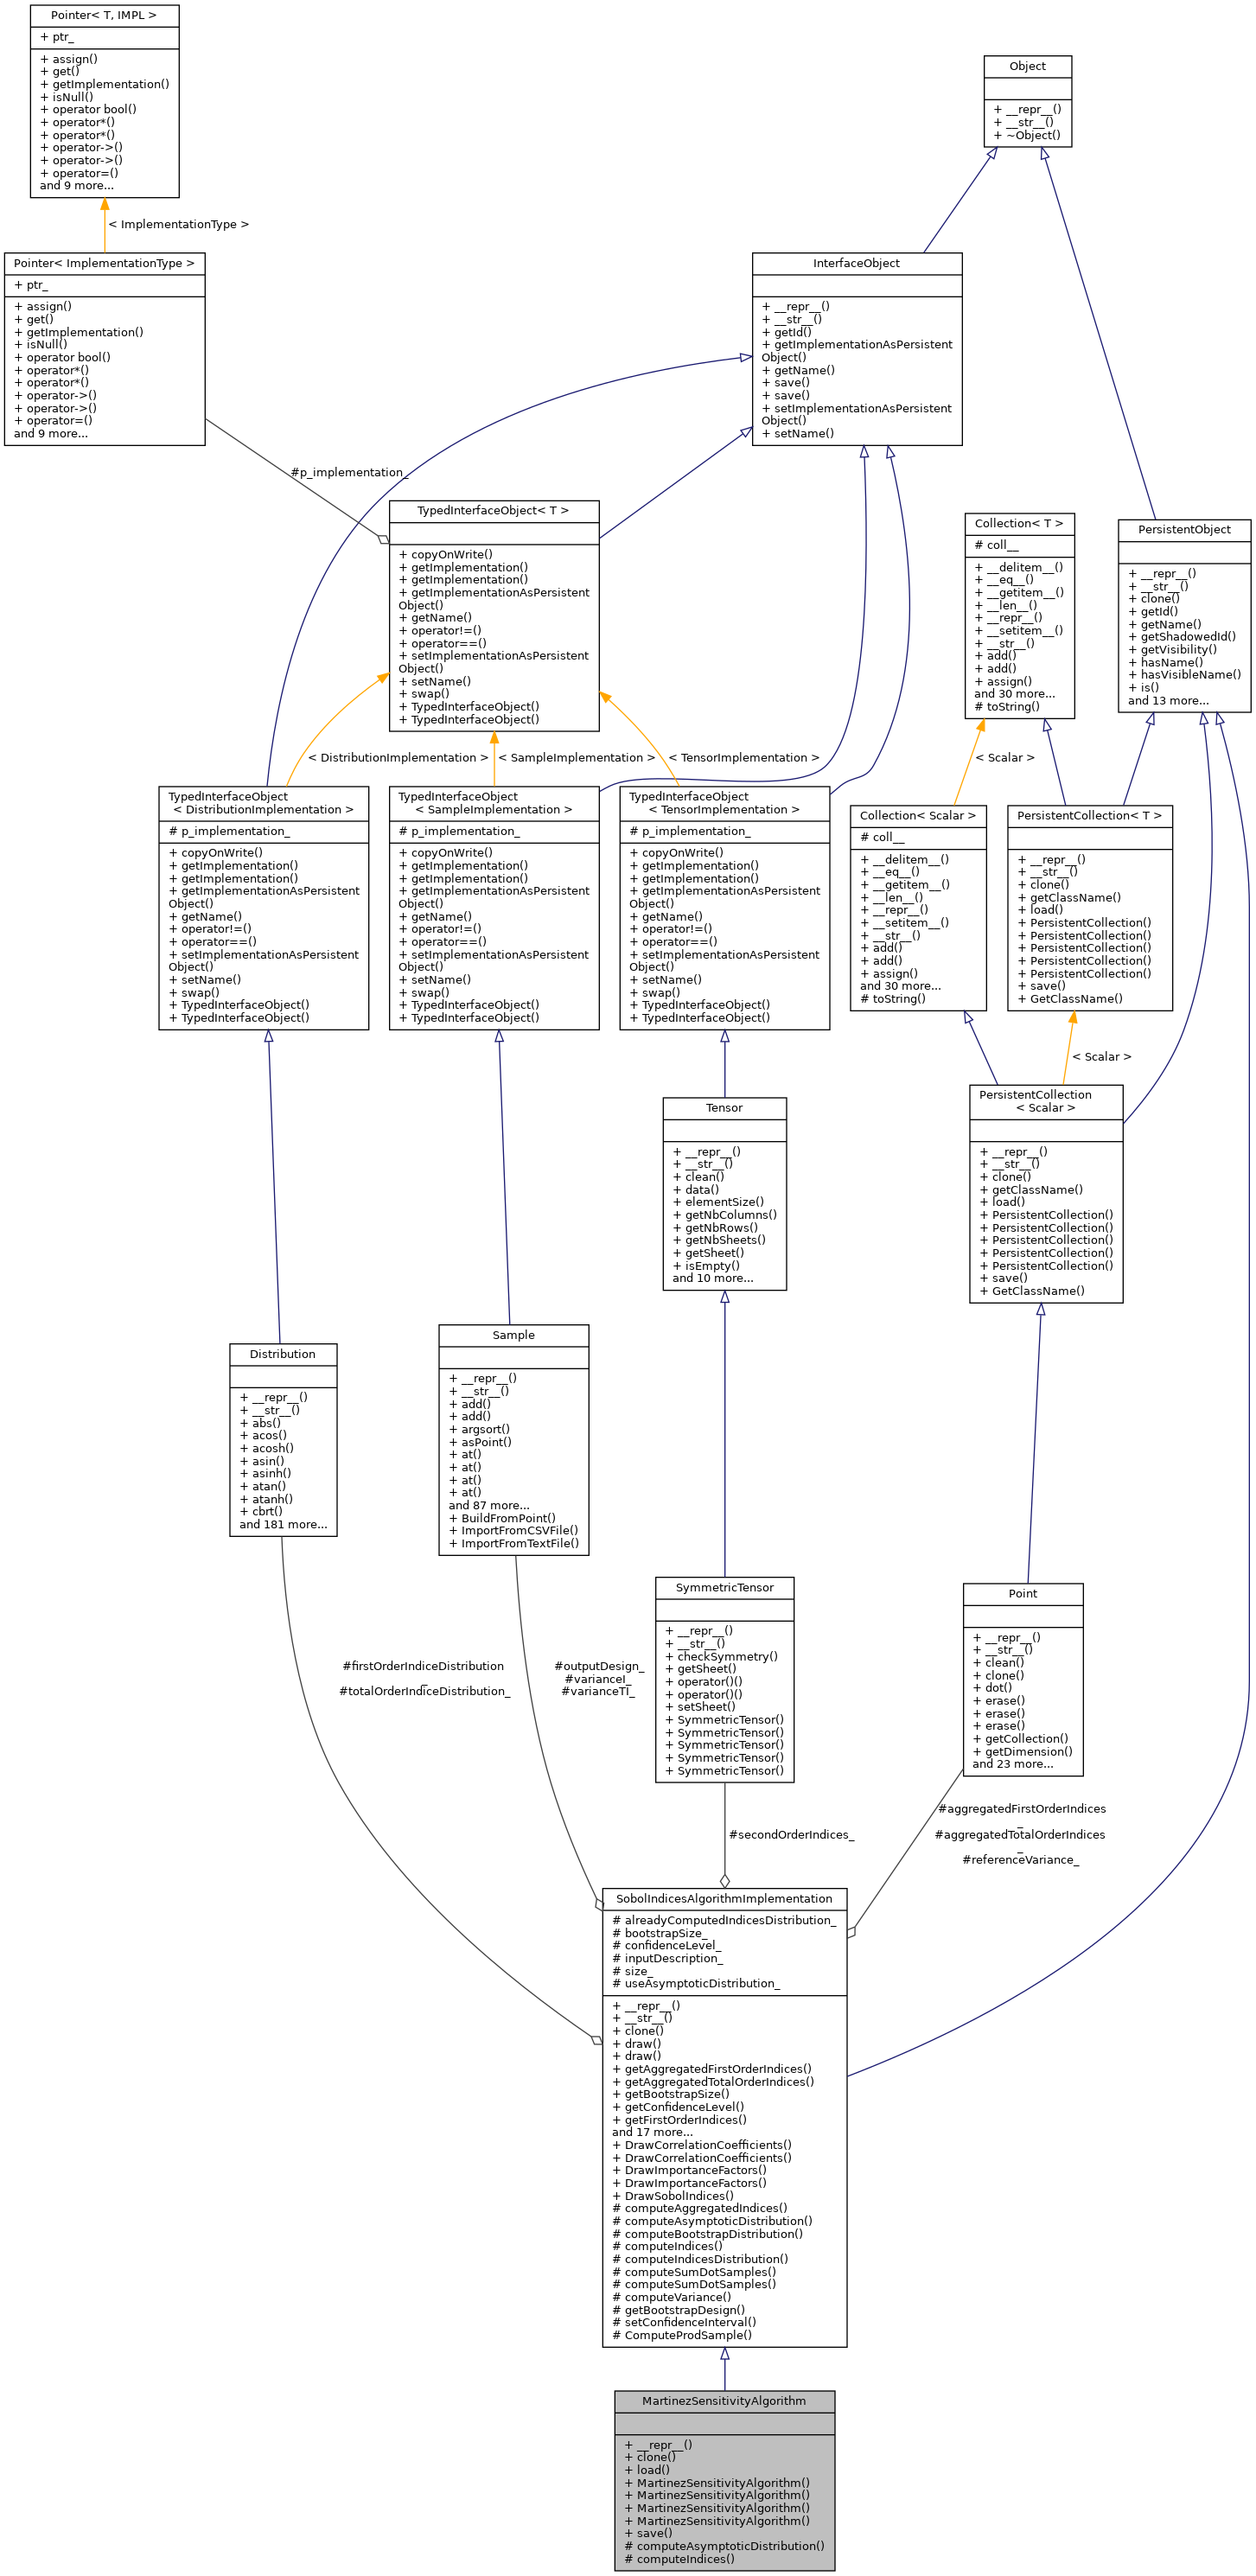 Pointer< T, IMPL >
+ ptr_
+ assign()
+ get()
+ getImplementation()
+ isNull()
+ operator bool()
+ operator*()
+ operator*()
+ operator->()
+ operator->()
+ operator=()
and 9 more...
Object
+ __repr__()
+ __str__()
+ ~Object()
< ImplementationType >
Pointer< ImplementationType >
+ ptr_
+ assign()
+ get()
+ getImplementation()
+ isNull()
+ operator bool()
+ operator*()
+ operator*()
+ operator->()
+ operator->()
+ operator=()
and 9 more...
InterfaceObject
+ __repr__()
+ __str__()
+ getId()
+ getImplementationAsPersistent
Object()
+ getName()
+ save()
+ save()
+ setImplementationAsPersistent
Object()
+ setName()
#p_implementation_
TypedInterfaceObject< T >
+ copyOnWrite()
+ getImplementation()
+ getImplementation()
+ getImplementationAsPersistent
Object()
+ getName()
+ operator!=()
+ operator==()
+ setImplementationAsPersistent
Object()
+ setName()
+ swap()
+ TypedInterfaceObject()
+ TypedInterfaceObject()
Collection< T >
# coll__
+ __delitem__()
+ __eq__()
+ __getitem__()
+ __len__()
+ __repr__()
+ __setitem__()
+ __str__()
+ add()
+ add()
+ assign()
and 30 more...
# toString()
PersistentObject
+ __repr__()
+ __str__()
+ clone()
+ getId()
+ getName()
+ getShadowedId()
+ getVisibility()
+ hasName()
+ hasVisibleName()
+ is()
and 13 more...
< DistributionImplementation >
< SampleImplementation >
< TensorImplementation >
< Scalar >
TypedInterfaceObject
< DistributionImplementation >
# p_implementation_
+ copyOnWrite()
+ getImplementation()
+ getImplementation()
+ getImplementationAsPersistent
Object()
+ getName()
+ operator!=()
+ operator==()
+ setImplementationAsPersistent
Object()
+ setName()
+ swap()
+ TypedInterfaceObject()
+ TypedInterfaceObject()
TypedInterfaceObject
< SampleImplementation >
# p_implementation_
+ copyOnWrite()
+ getImplementation()
+ getImplementation()
+ getImplementationAsPersistent
Object()
+ getName()
+ operator!=()
+ operator==()
+ setImplementationAsPersistent
Object()
+ setName()
+ swap()
+ TypedInterfaceObject()
+ TypedInterfaceObject()
TypedInterfaceObject
< TensorImplementation >
# p_implementation_
+ copyOnWrite()
+ getImplementation()
+ getImplementation()
+ getImplementationAsPersistent
Object()
+ getName()
+ operator!=()
+ operator==()
+ setImplementationAsPersistent
Object()
+ setName()
+ swap()
+ TypedInterfaceObject()
+ TypedInterfaceObject()
Collection< Scalar >
# coll__
+ __delitem__()
+ __eq__()
+ __getitem__()
+ __len__()
+ __repr__()
+ __setitem__()
+ __str__()
+ add()
+ add()
+ assign()
and 30 more...
# toString()
PersistentCollection< T >
+ __repr__()
+ __str__()
+ clone()
+ getClassName()
+ load()
+ PersistentCollection()
+ PersistentCollection()
+ PersistentCollection()
+ PersistentCollection()
+ PersistentCollection()
+ save()
+ GetClassName()
< Scalar >
Tensor
+ __repr__()
+ __str__()
+ clean()
+ data()
+ elementSize()
+ getNbColumns()
+ getNbRows()
+ getNbSheets()
+ getSheet()
+ isEmpty()
and 10 more...
PersistentCollection
< Scalar >
+ __repr__()
+ __str__()
+ clone()
+ getClassName()
+ load()
+ PersistentCollection()
+ PersistentCollection()
+ PersistentCollection()
+ PersistentCollection()
+ PersistentCollection()
+ save()
+ GetClassName()
Distribution
+ __repr__()
+ __str__()
+ abs()
+ acos()
+ acosh()
+ asin()
+ asinh()
+ atan()
+ atanh()
+ cbrt()
and 181 more...
Sample
+ __repr__()
+ __str__()
+ add()
+ add()
+ argsort()
+ asPoint()
+ at()
+ at()
+ at()
+ at()
and 87 more...
+ BuildFromPoint()
+ ImportFromCSVFile()
+ ImportFromTextFile()
SymmetricTensor
+ __repr__()
+ __str__()
+ checkSymmetry()
+ getSheet()
+ operator()()
+ operator()()
+ setSheet()
+ SymmetricTensor()
+ SymmetricTensor()
+ SymmetricTensor()
+ SymmetricTensor()
+ SymmetricTensor()
Point
+ __repr__()
+ __str__()
+ clean()
+ clone()
+ dot()
+ erase()
+ erase()
+ erase()
+ getCollection()
+ getDimension()
and 23 more...
#firstOrderIndiceDistribution
_
#totalOrderIndiceDistribution_
#outputDesign_
#varianceI_
#varianceTI_
#secondOrderIndices_
#aggregatedFirstOrderIndices
_
#aggregatedTotalOrderIndices
_
#referenceVariance_
SobolIndicesAlgorithmImplementation
# alreadyComputedIndicesDistribution_
# bootstrapSize_
# confidenceLevel_
# inputDescription_
# size_
# useAsymptoticDistribution_
+ __repr__()
+ __str__()
+ clone()
+ draw()
+ draw()
+ getAggregatedFirstOrderIndices()
+ getAggregatedTotalOrderIndices()
+ getBootstrapSize()
+ getConfidenceLevel()
+ getFirstOrderIndices()
and 17 more...
+ DrawCorrelationCoefficients()
+ DrawCorrelationCoefficients()
+ DrawImportanceFactors()
+ DrawImportanceFactors()
+ DrawSobolIndices()
# computeAggregatedIndices()
# computeAsymptoticDistribution()
# computeBootstrapDistribution()
# computeIndices()
# computeIndicesDistribution()
# computeSumDotSamples()
# computeSumDotSamples()
# computeVariance()
# getBootstrapDesign()
# setConfidenceInterval()
# ComputeProdSample()
MartinezSensitivityAlgorithm
+ __repr__()
+ clone()
+ load()
+ MartinezSensitivityAlgorithm()
+ MartinezSensitivityAlgorithm()
+ MartinezSensitivityAlgorithm()
+ MartinezSensitivityAlgorithm()
+ save()
# computeAsymptoticDistribution()
# computeIndices()